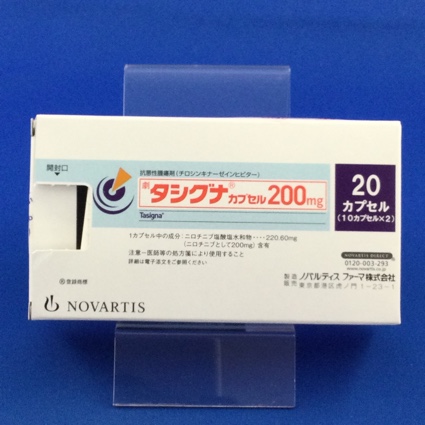 開封口
抗悪性腫瘍剤(チロシンキナーゼインヒビター)
劇 タシグナ® カプセル 200mg
Tasigna®
20
カプセル
(10カプセル×2)
1カプセル中の成分:ニロチニブ塩酸塩水和物‥‥220.60mg
(ニロチニブとして200mg)含有
注意-医師等の処方箋により使用すること
詳細は電子添文をご参照ください
NOVARTIS DIRECT
0120-003-293
www.novartis.co.jp
製造販売 ノバルティス ファーマ株式会社
東京都港区虎ノ門1-23-1
®登録商標
NOVARTIS